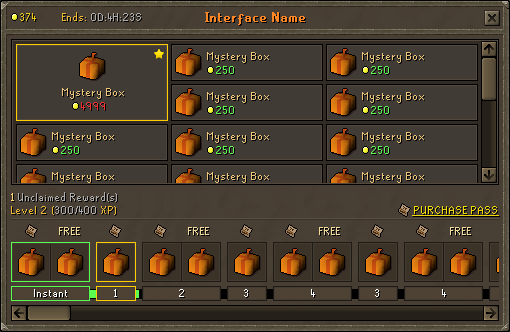 374 Ends: 0D:4H:23S Interface Name
Mystery Box
4999
Mystery Box
250
Mystery Box
250
Mystery Box
250
Mystery Box
250
Mystery Box
250
Mystery Box
250
Mystery Box
250
Mystery Box
Mystery Box
Mystery Box
1 Unclaimed Reward(s)
Level 2 (300/400 XP)
PURCHASE PASS
FREE FREE FREE FREE
Instant 1 2 3 4 3 4